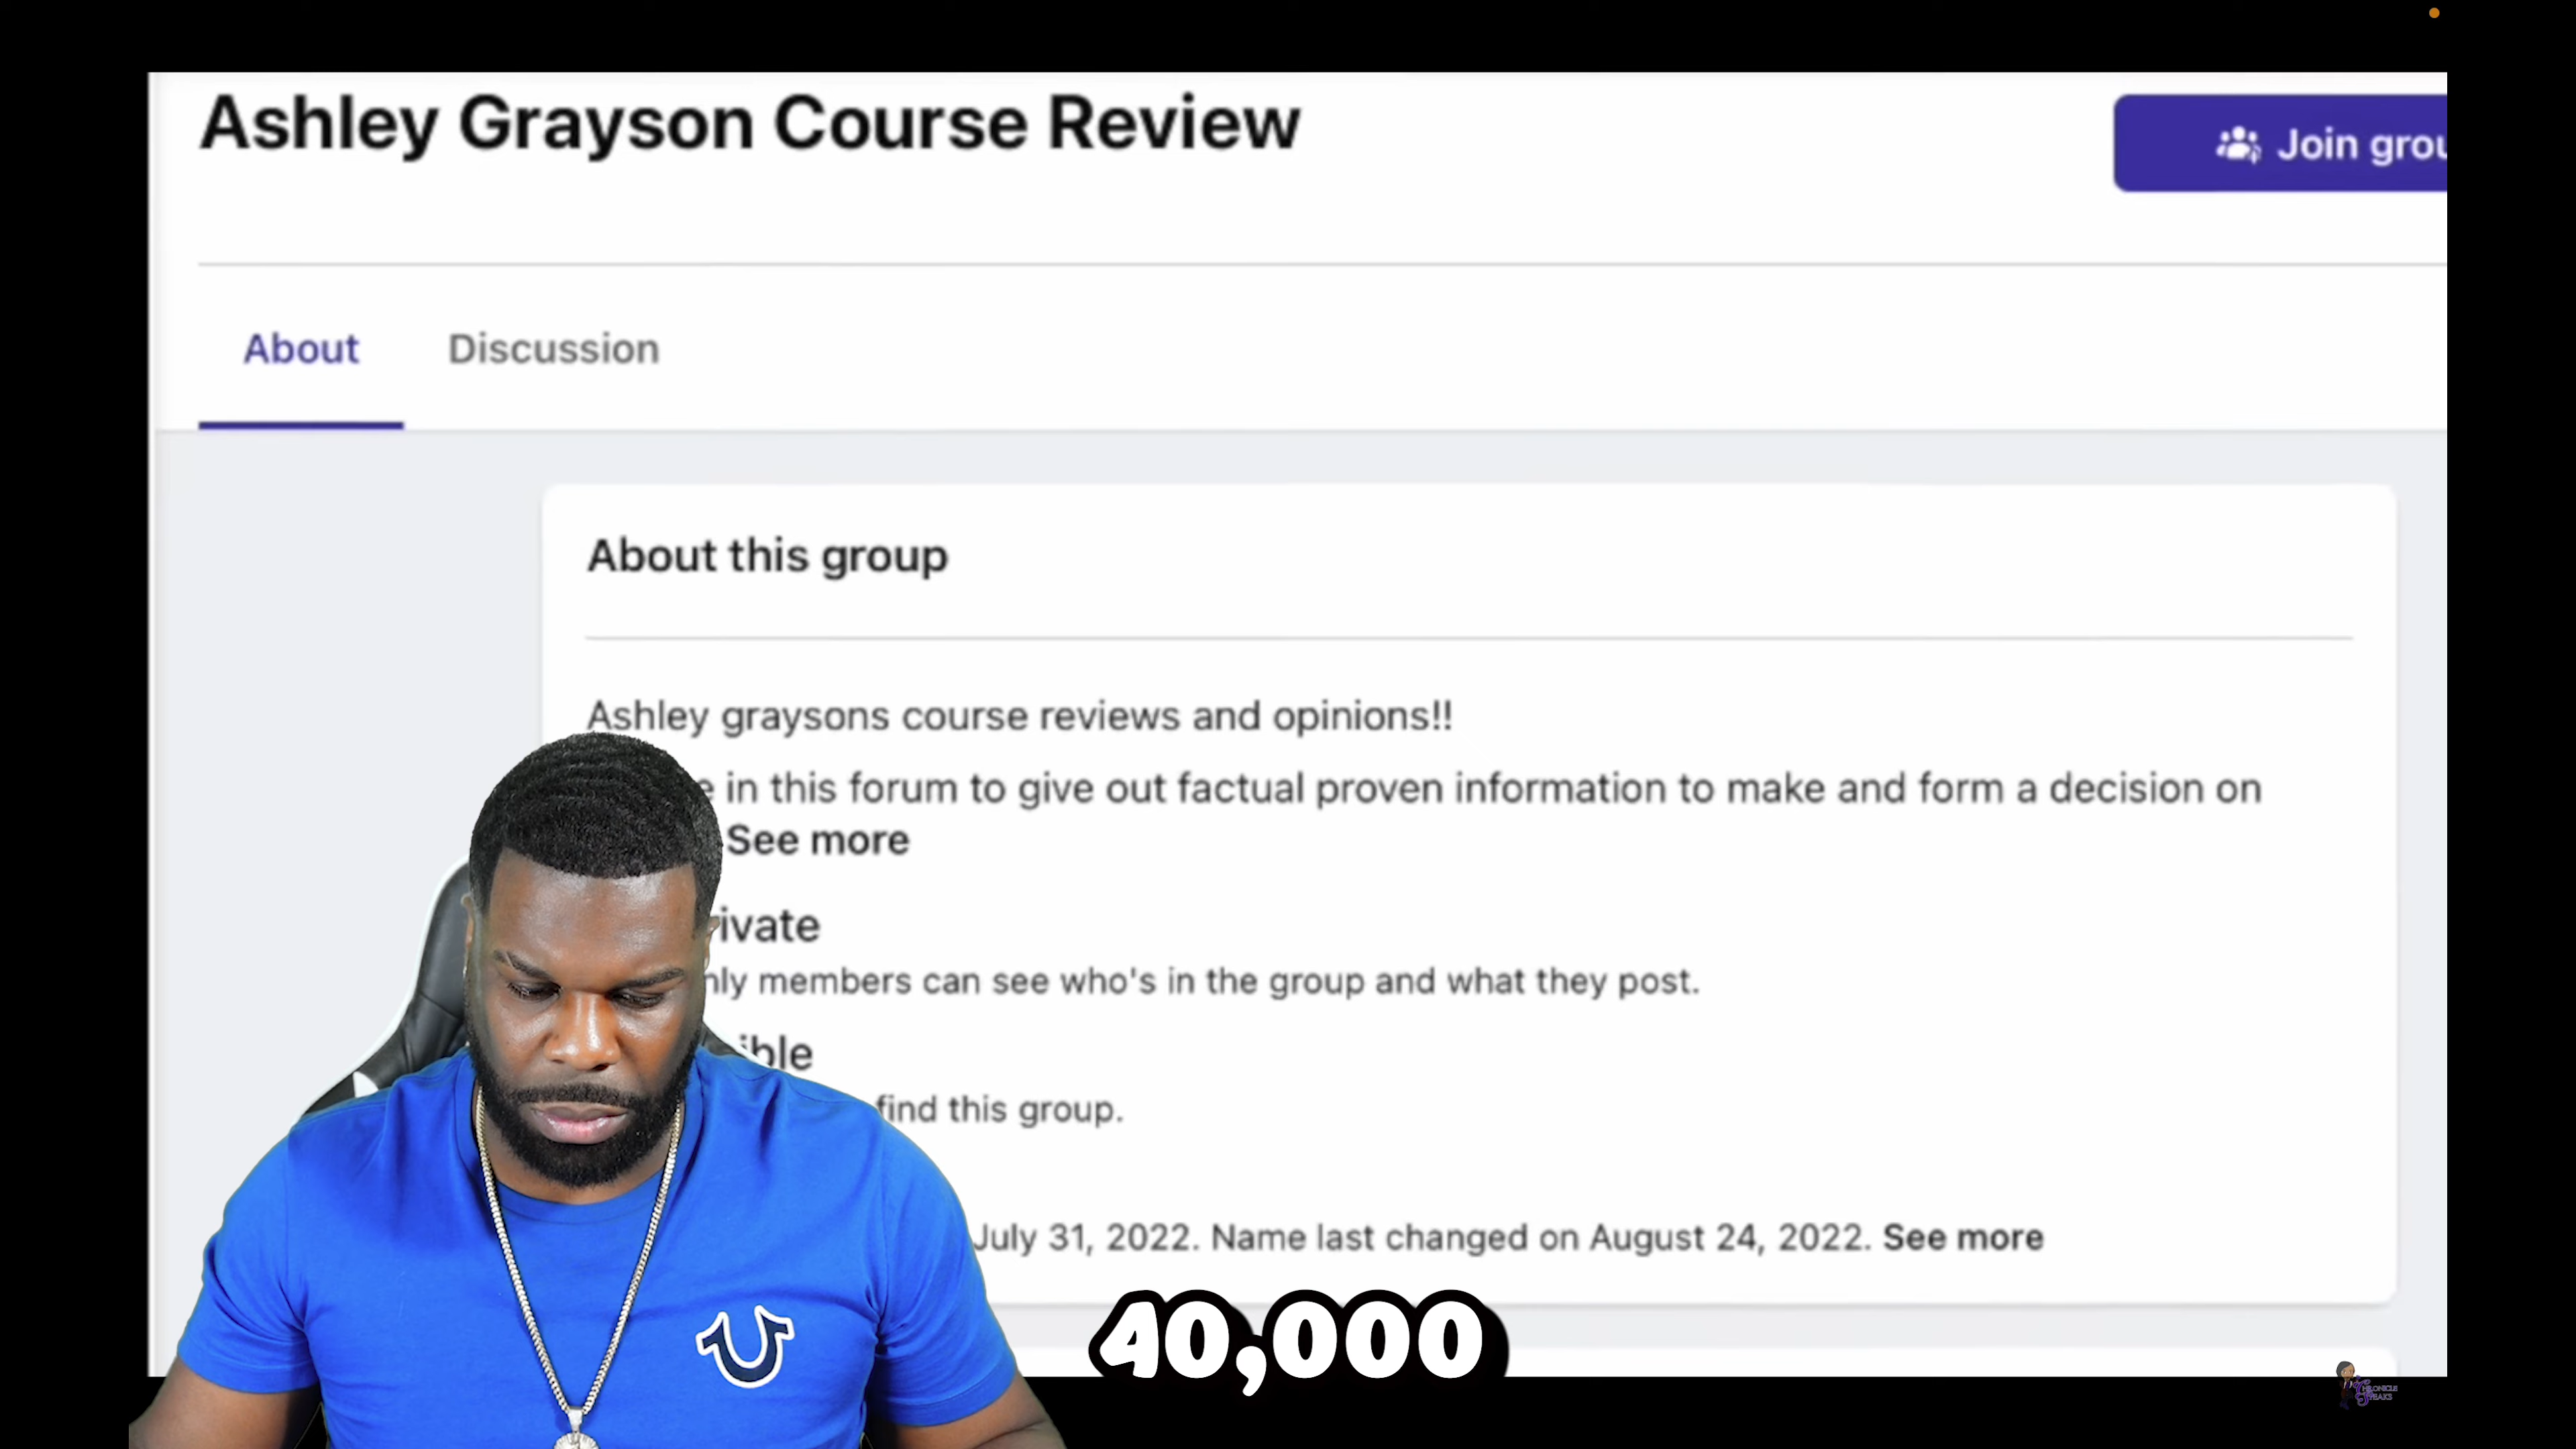 Ashley Grayson Course Review
Join grou
About Discussion
About this group
Ashley graysons course reviews and opinions!!
e in this forum to give out factual proven information to make and form a decision on
See more
ivate
nly members can see who's in the group and what they post.
ible
find this group.
July 31, 2022. Name last changed on August 24, 2022. See more
40,000